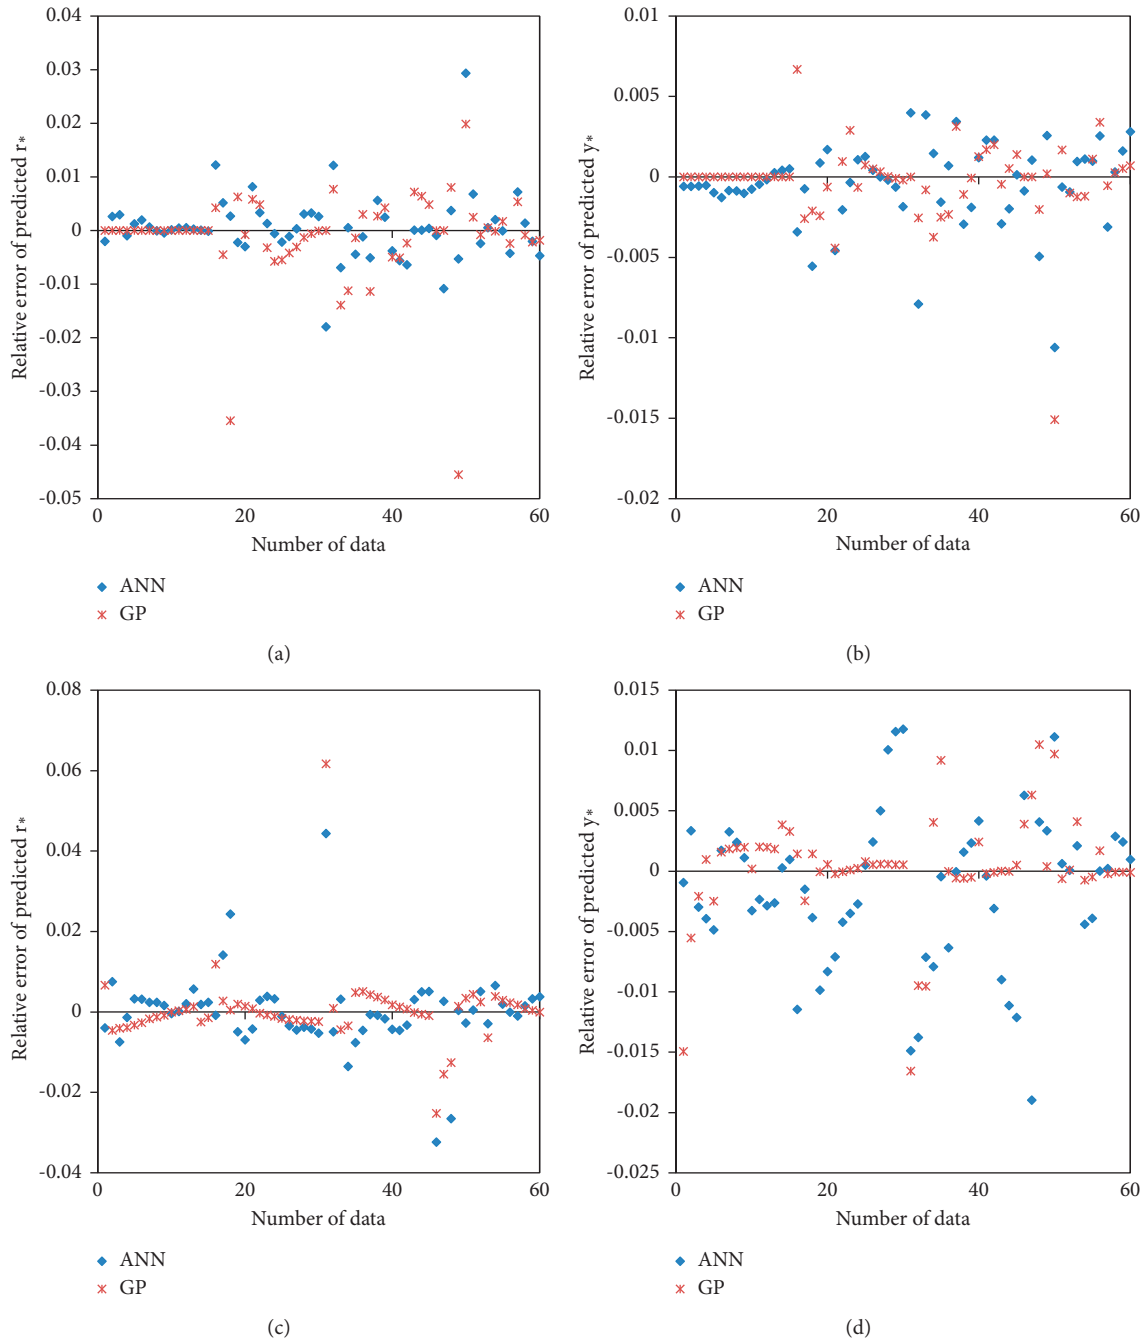 0.04
0.03
0.02
0.01
0
-0.01
-0.02
-0.03
-0.04
-0.05
Relative error of predicted r*
0 20 40 60
Number of data
ANN
GP
(a)
0.01
0.005
0
-0.005
-0.01
-0.015
-0.02
Relative error of predicted y*
0 20 40 60
Number of data
ANN
GP
(b)
0.08
0.06
0.04
0.02
0
-0.02
-0.04
Relative error of predicted r*
0 20 40 60
Number of data
ANN
GP
(c)
0.015
0.01
0.005
0
-0.005
-0.01
-0.015
-0.02
-0.025
Relative error of predicted y*
0 20 40 60
Number of data
ANN
GP
(d)